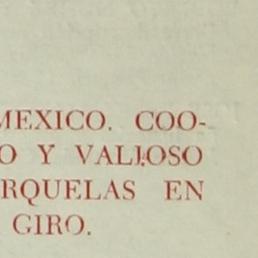 MEXICO. COO-
O Y VALIOSO
RQUELAS EN
GIRO.